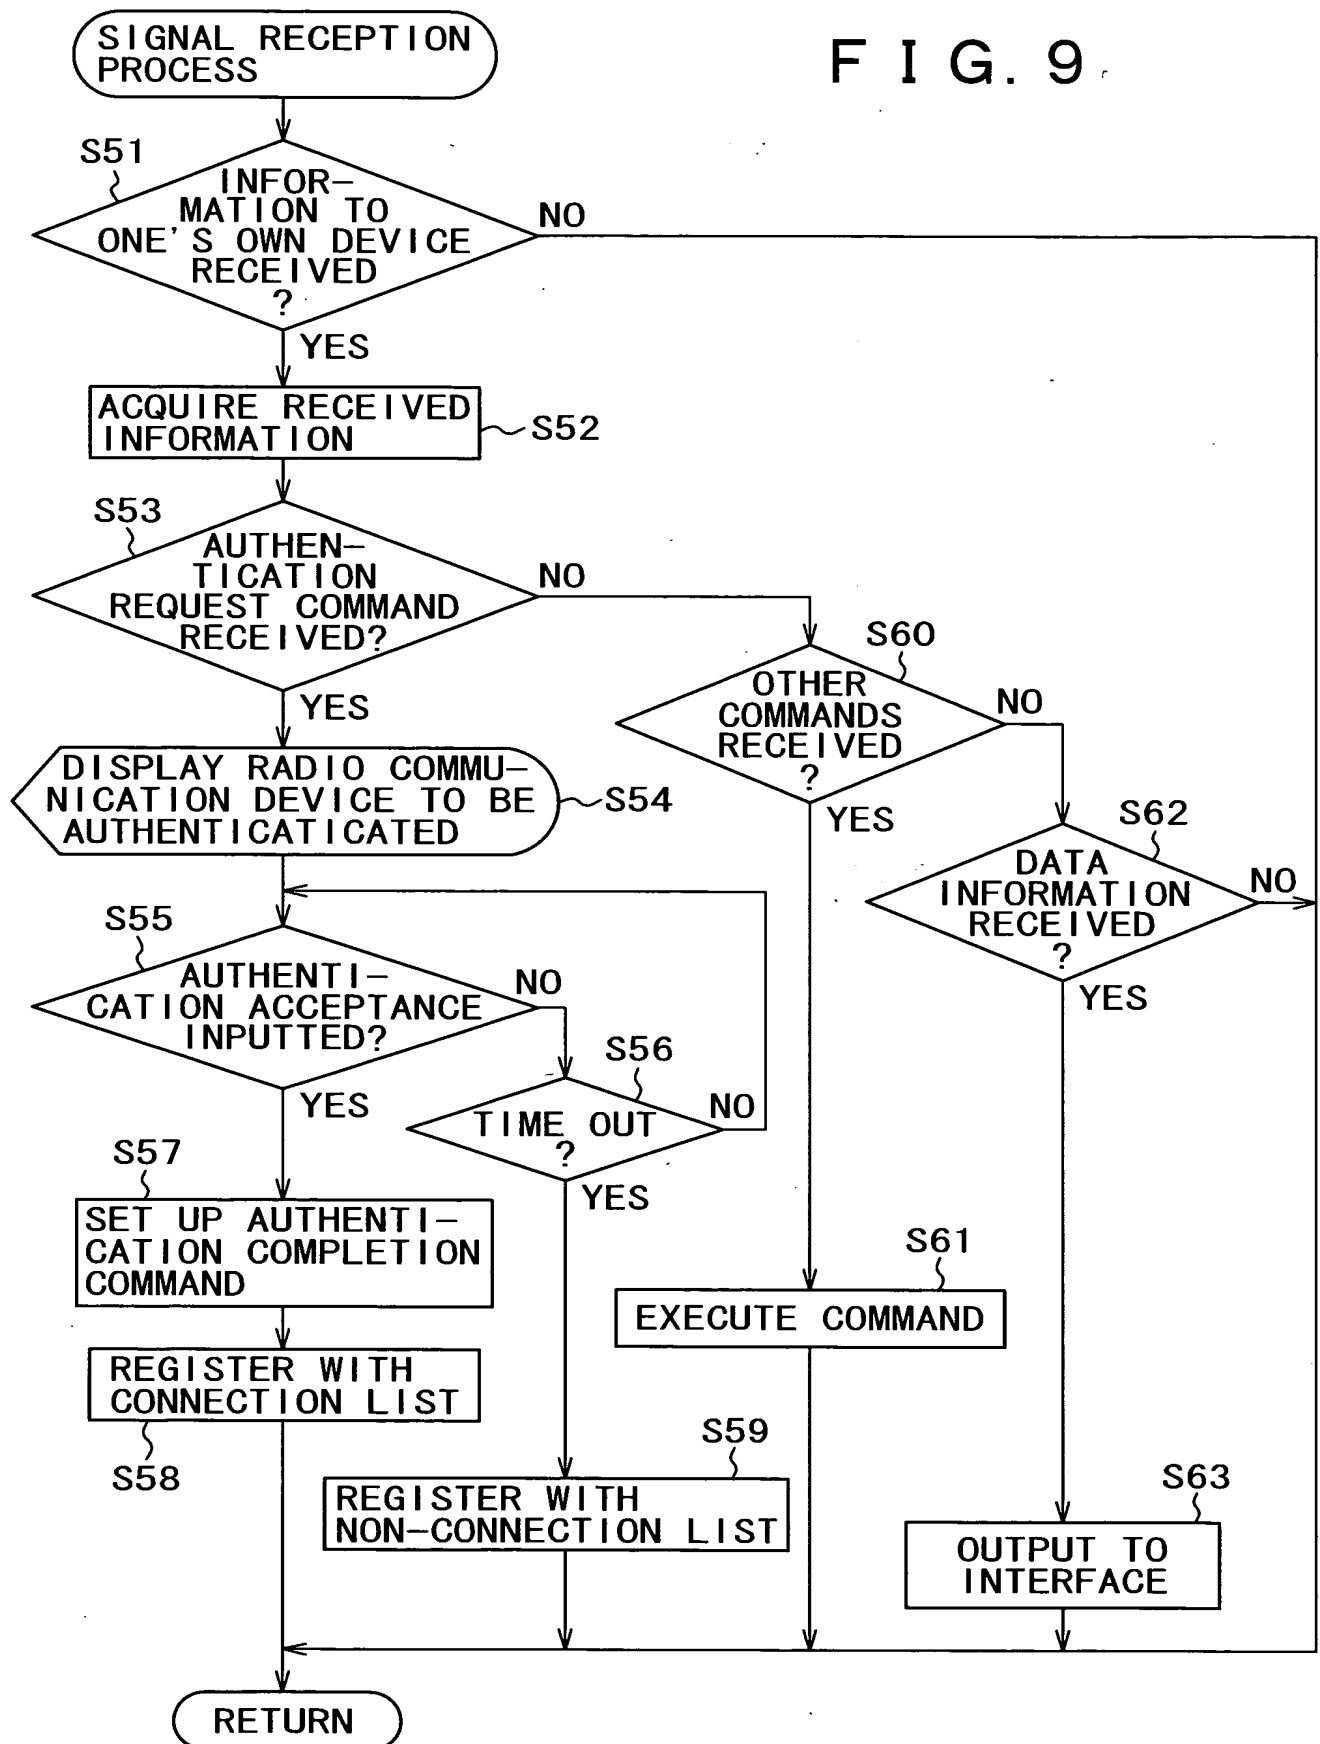 SIGNAL RECEPTION
PROCESS
FIG. 9
S51
INFOR-
MATION TO
ONE'S OWN DEVICE
RECEIVED
?
NO
YES
ACQUIRE RECEIVED
INFORMATION
S52
S53
AUTHEN-
TICATION
REQUEST COMMAND
RECEIVED?
NO
YES
S60
OTHER
COMMANDS
RECEIVED
?
NO
YES
DISPLAY RADIO COMMU-
NICATION DEVICE TO BE
AUTHENTICATICATED
S54
S62
DATA
INFORMATION
RECEIVED
?
NO
YES
S55
AUTHENTI-
CATION ACCEPTANCE
INPUTTED?
NO
YES
S56
TIME OUT
?
NO
YES
S57
SET UP AUTHENTI-
CATION COMPLETION
COMMAND
S61
EXECUTE COMMAND
REGISTER WITH
CONNECTION LIST
S58
S59
REGISTER WITH
NON-CONNECTION LIST
S63
OUTPUT TO
INTERFACE
RETURN